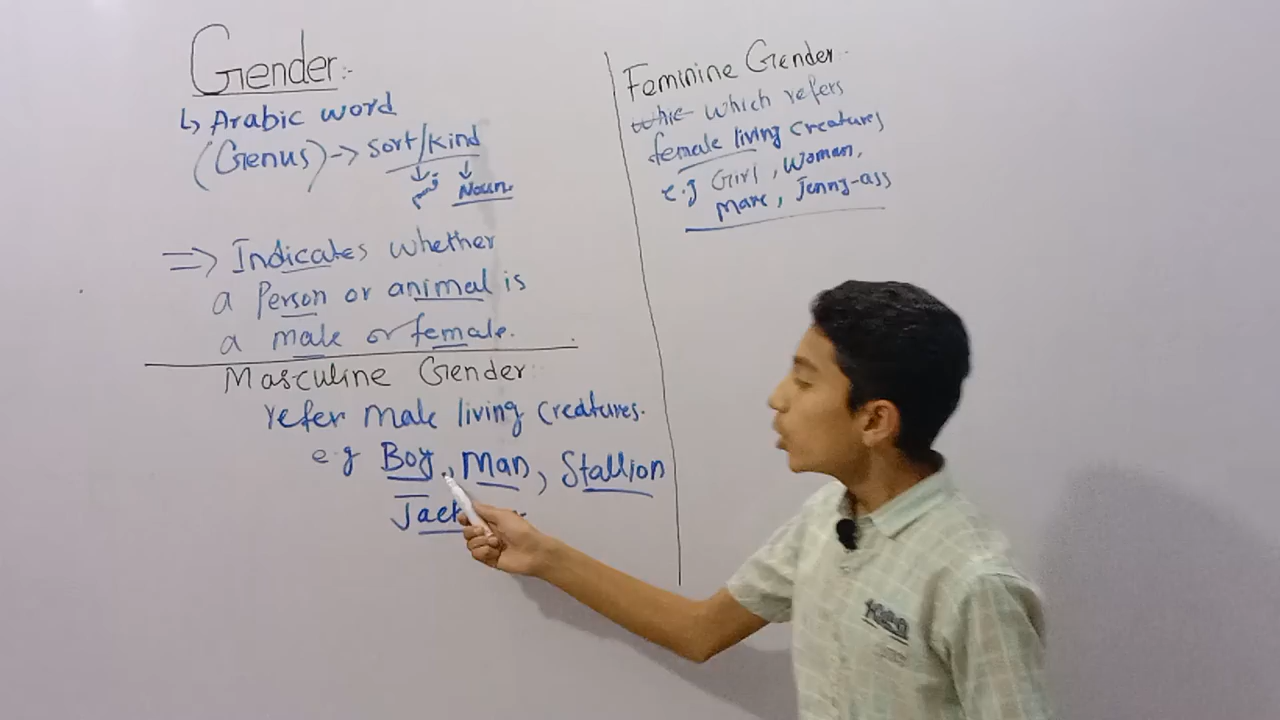 Gender:-
↳ Arabic word
(Genus) → sort/kind
Noun.
⇒ Indicates whether
a person or animal is
a male or female.
Masculine Gender:
refer male living creatures.
e.g Boy, Man, Stallion
Feminine Gender:
whic which refers
female living creatures
e.g Girl, Woman,
Mare, Jenny-ass